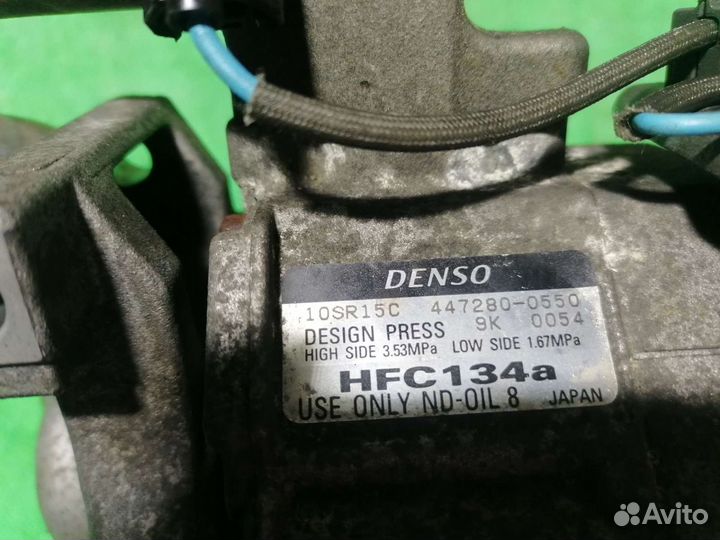 DENSO
10SR15C 447280-0550
DESIGN PRESS 9K 0054
HIGH SIDE 3.53MPa LOW SIDE 1.67MPa
HFC134a
USE ONLY ND-OIL 8 JAPAN
Avito